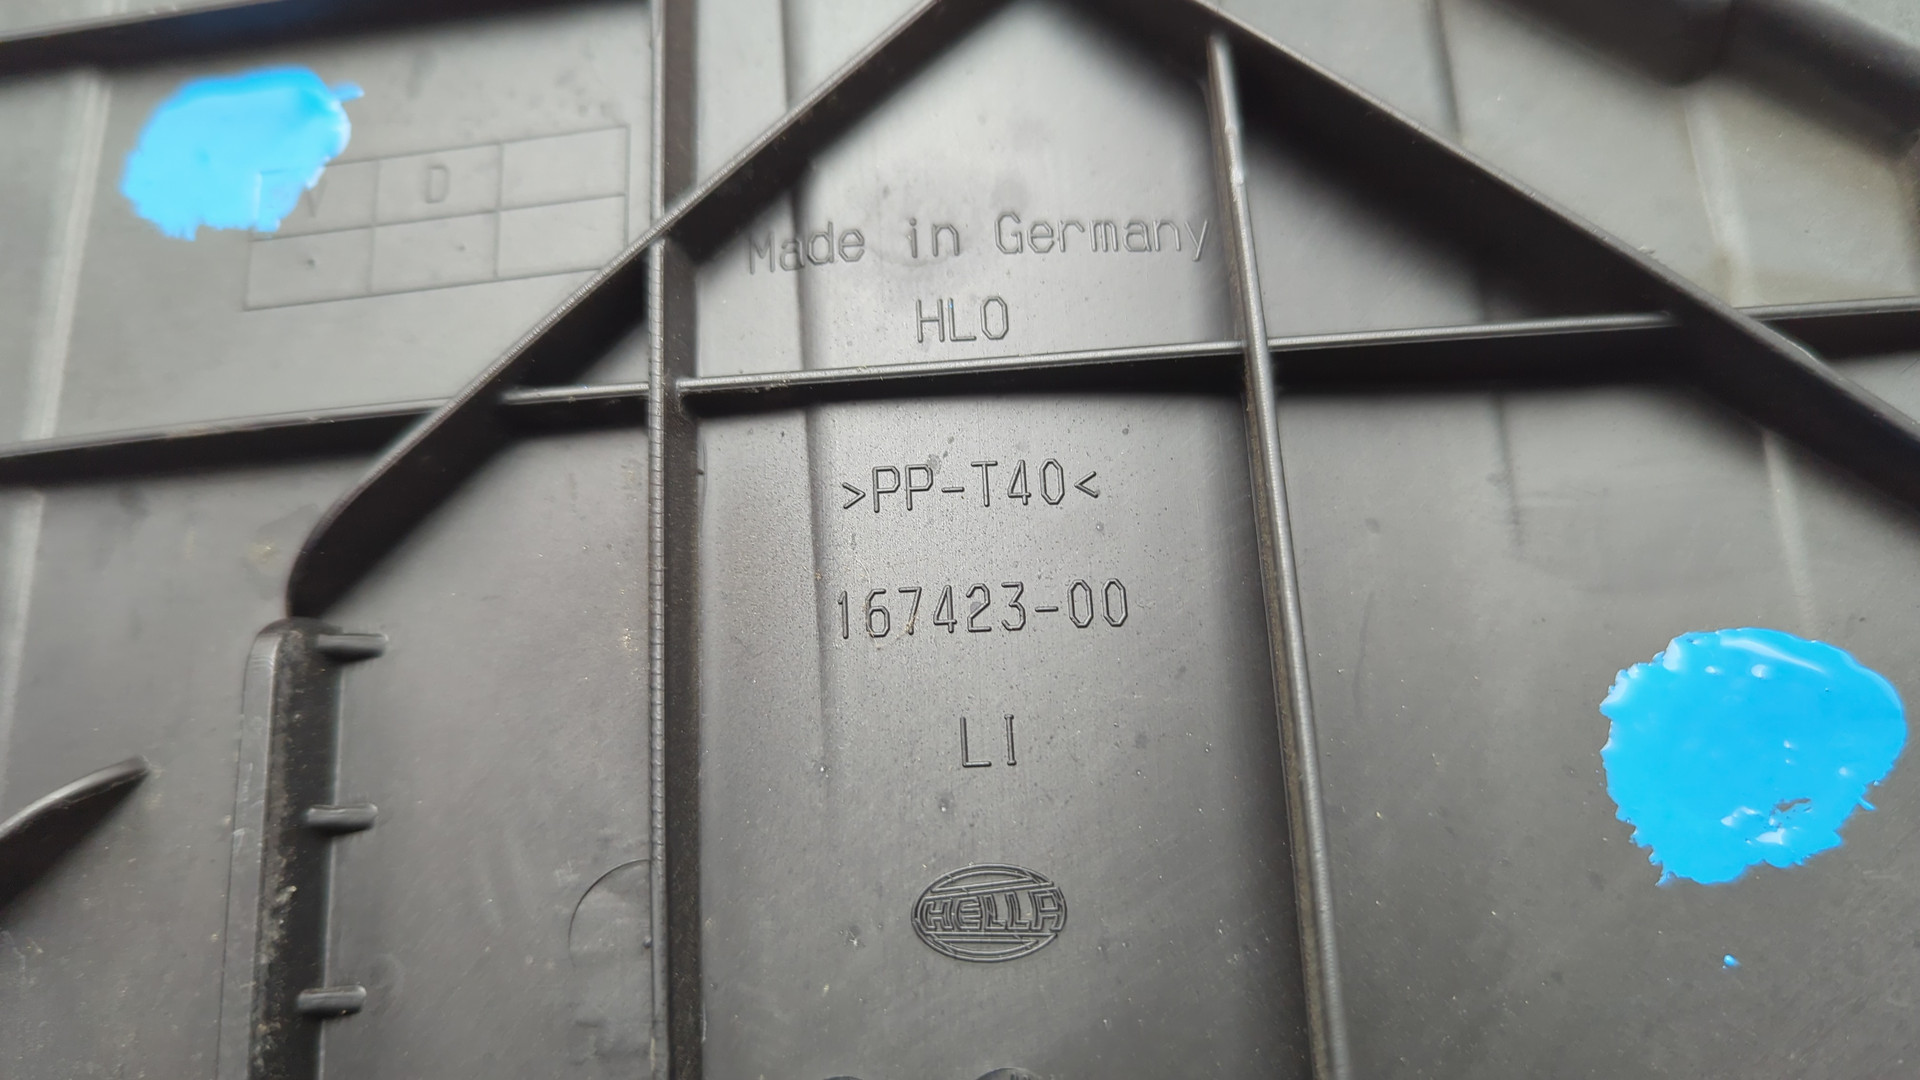 V D
Made in Germany
HLO
>PP-T40<
167423-00
LI
HELLA